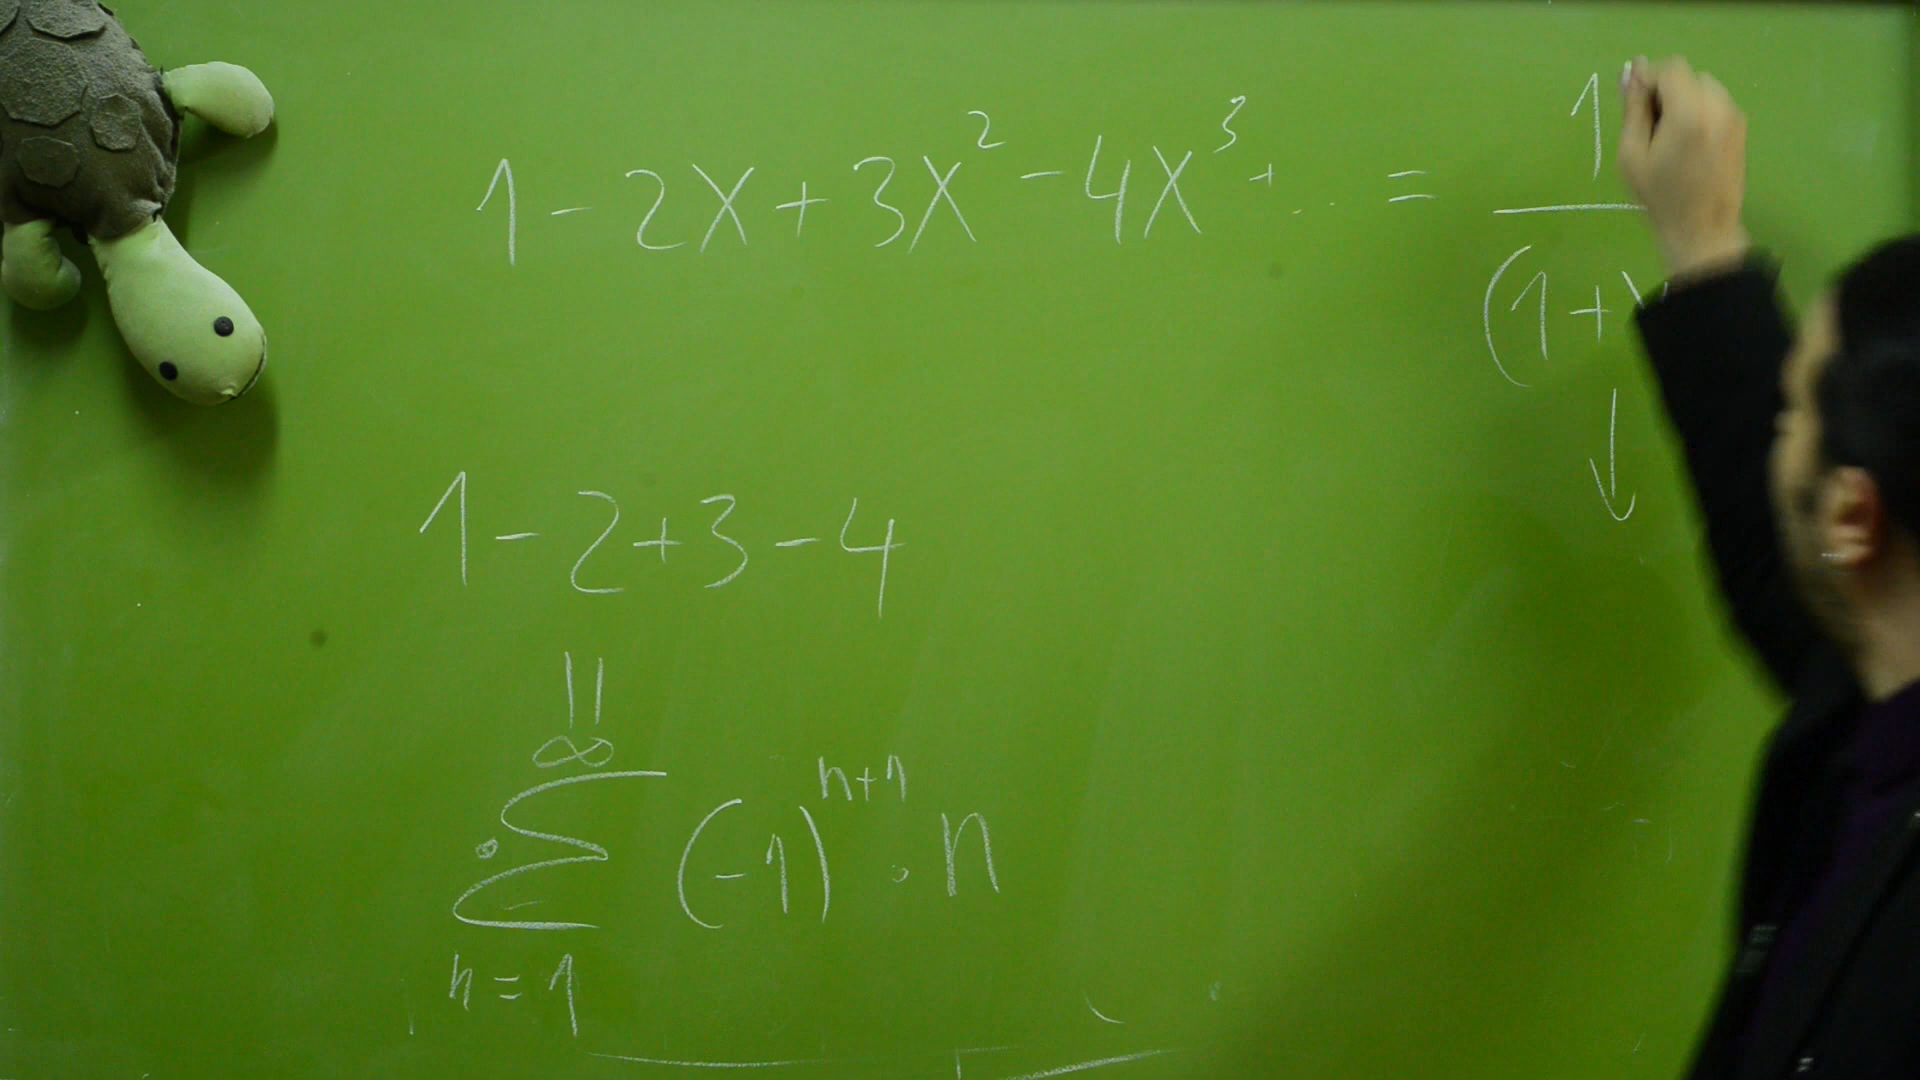 1 - 2x + 3x² - 4x³ + ... = 1
(1 +
1 - 2 + 3 - 4
=
∞
Σ (-1)ⁿ⁺¹ · n
n = 1